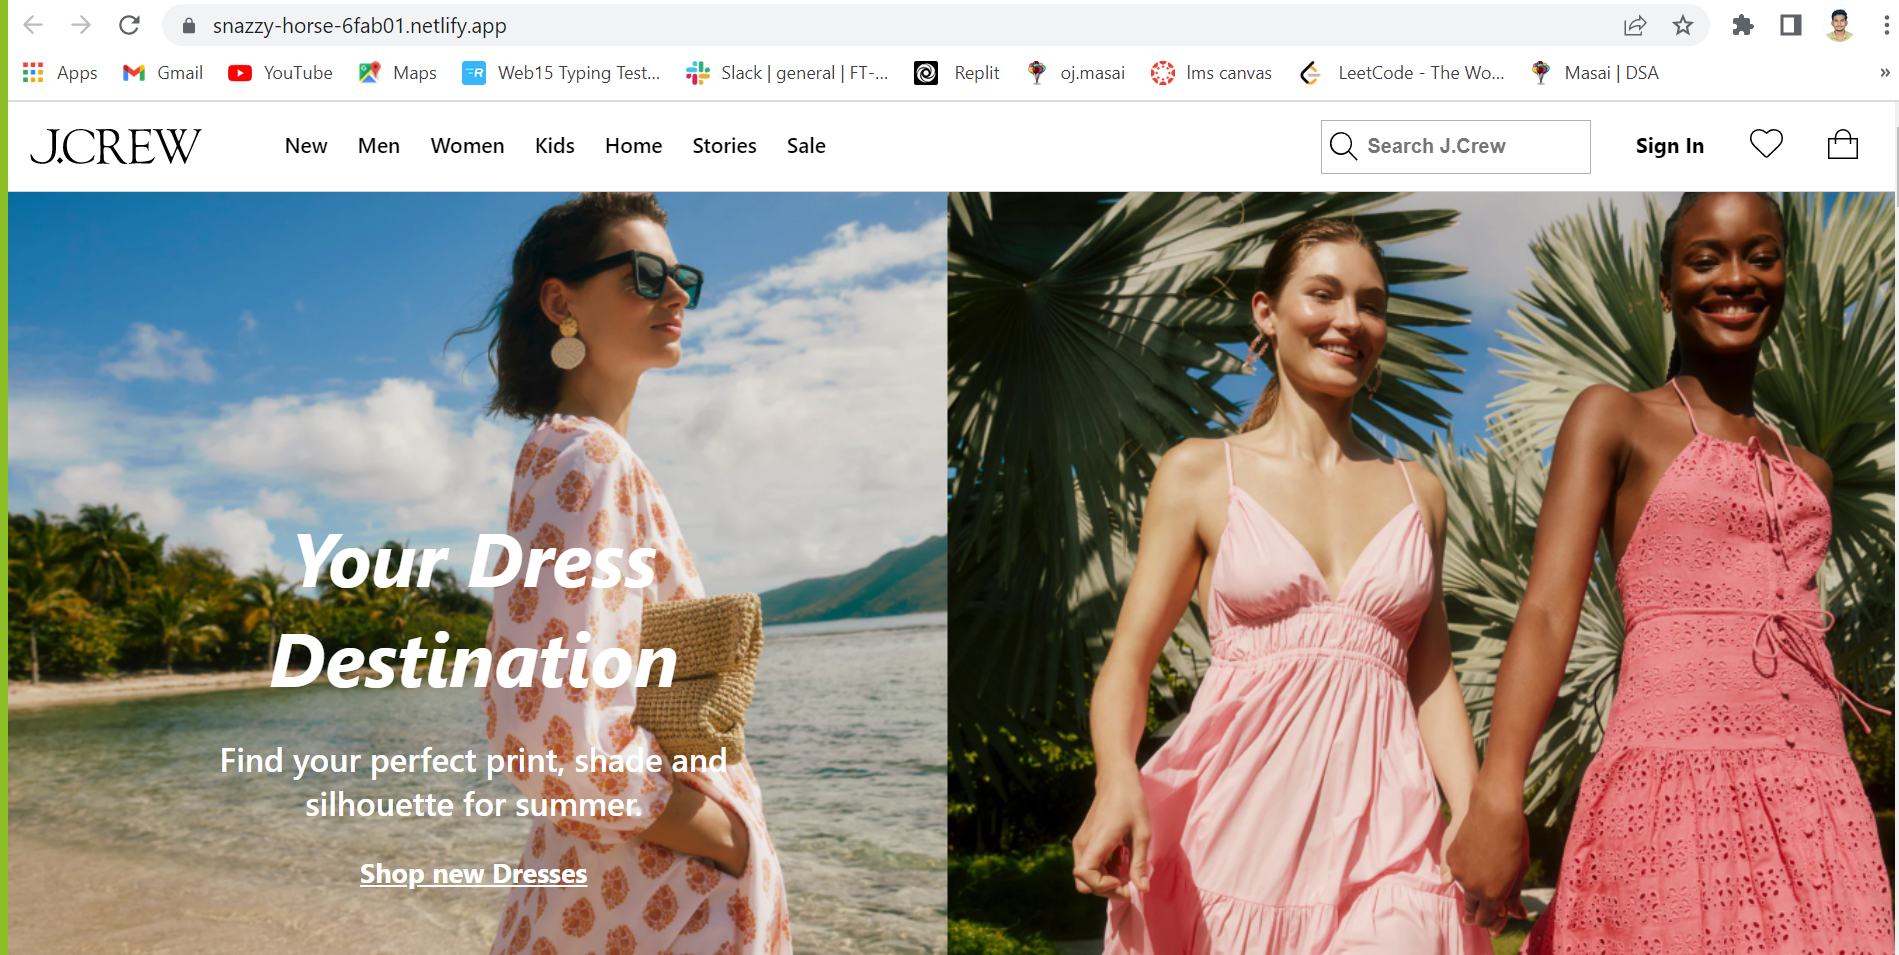 snazzy-horse-6fab01.netlify.app
Apps Gmail YouTube Maps Web15 Typing Test... Slack | general | FT-... Replit oj.masai lms canvas LeetCode - The Wo... Masai | DSA »
J.CREW New Men Women Kids Home Stories Sale Search J.Crew Sign In
Your Dress
Destination
Find your perfect print, shade and
silhouette for summer.
Shop new Dresses